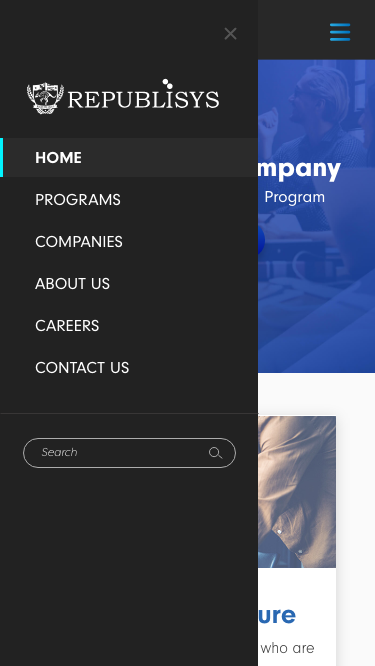 REPUBLISYS
HOME
PROGRAMS
COMPANIES
ABOUT US
CAREERS
CONTACT US
Search
mpany
Program
ure
who are